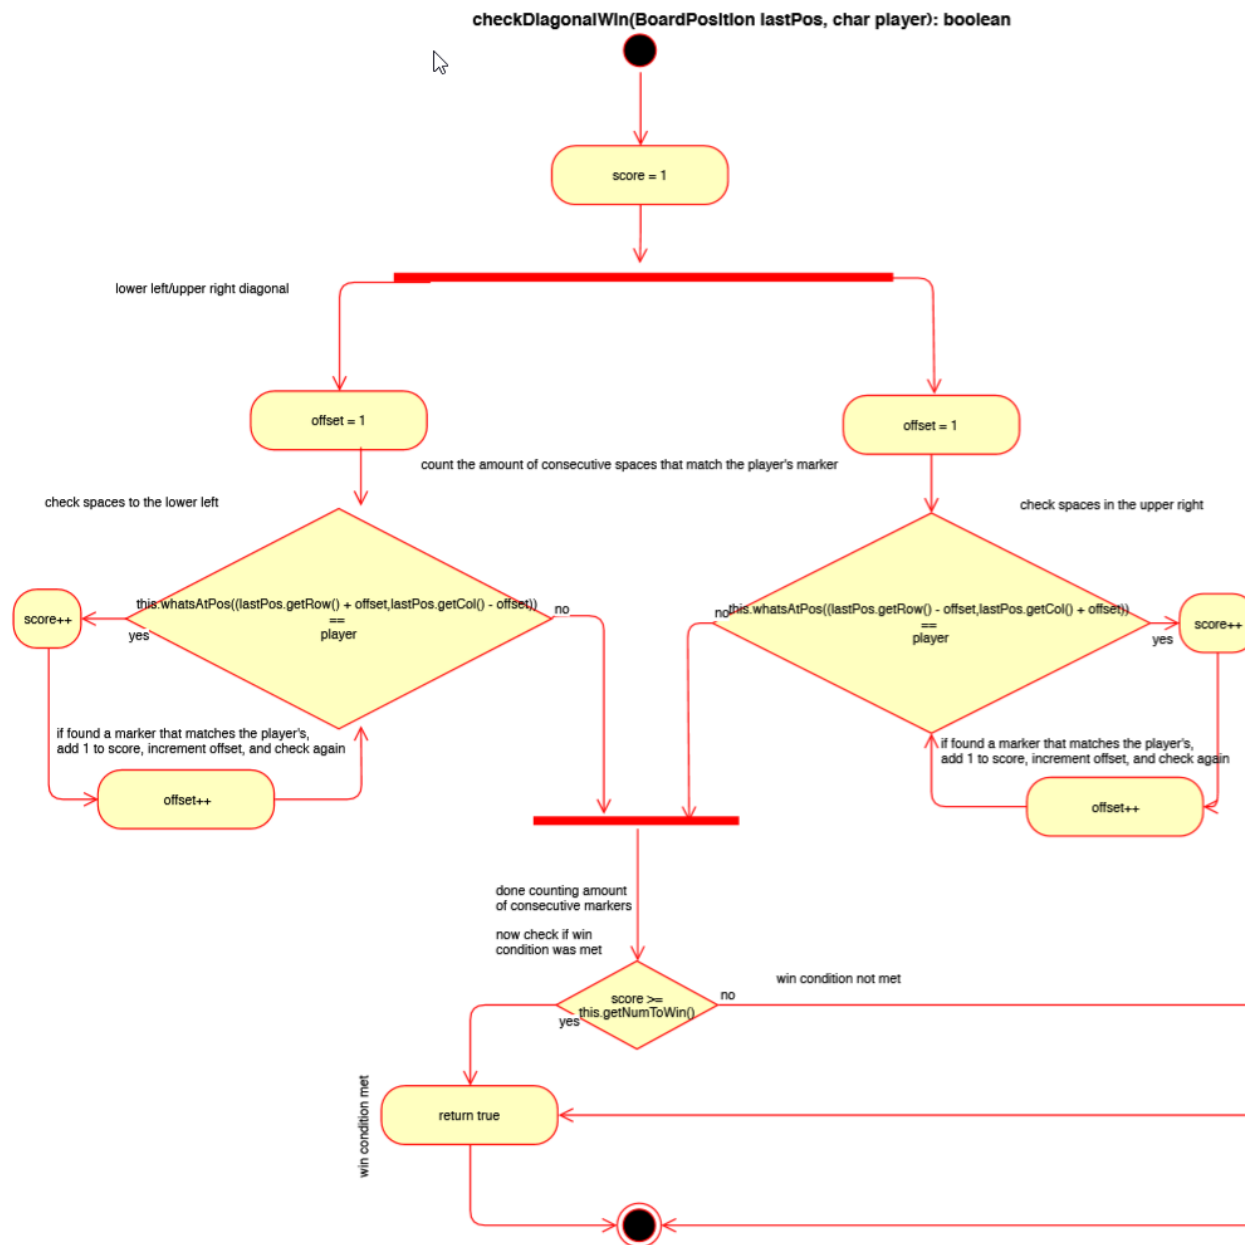 checkDiagonalWin(BoardPosition lastPos, char player): boolean
score = 1
lower left/upper right diagonal
offset = 1
offset = 1
count the amount of consecutive spaces that match the player's marker
check spaces to the lower left
check spaces in the upper right
this.whatsAtPos((lastPos.getRow() + offset,lastPos.getCol() - offset))
==
player
no
yes
score++
no
this.whatsAtPos((lastPos.getRow() - offset,lastPos.getCol() + offset))
==
player
yes
score++
if found a marker that matches the player's,
add 1 to score, increment offset, and check again
offset++
if found a marker that matches the player's,
add 1 to score, increment offset, and check again
offset++
done counting amount
of consecutive markers
now check if win
condition was met
win condition not met
score >=
this.getNumToWin()
no
yes
win condition met
return true